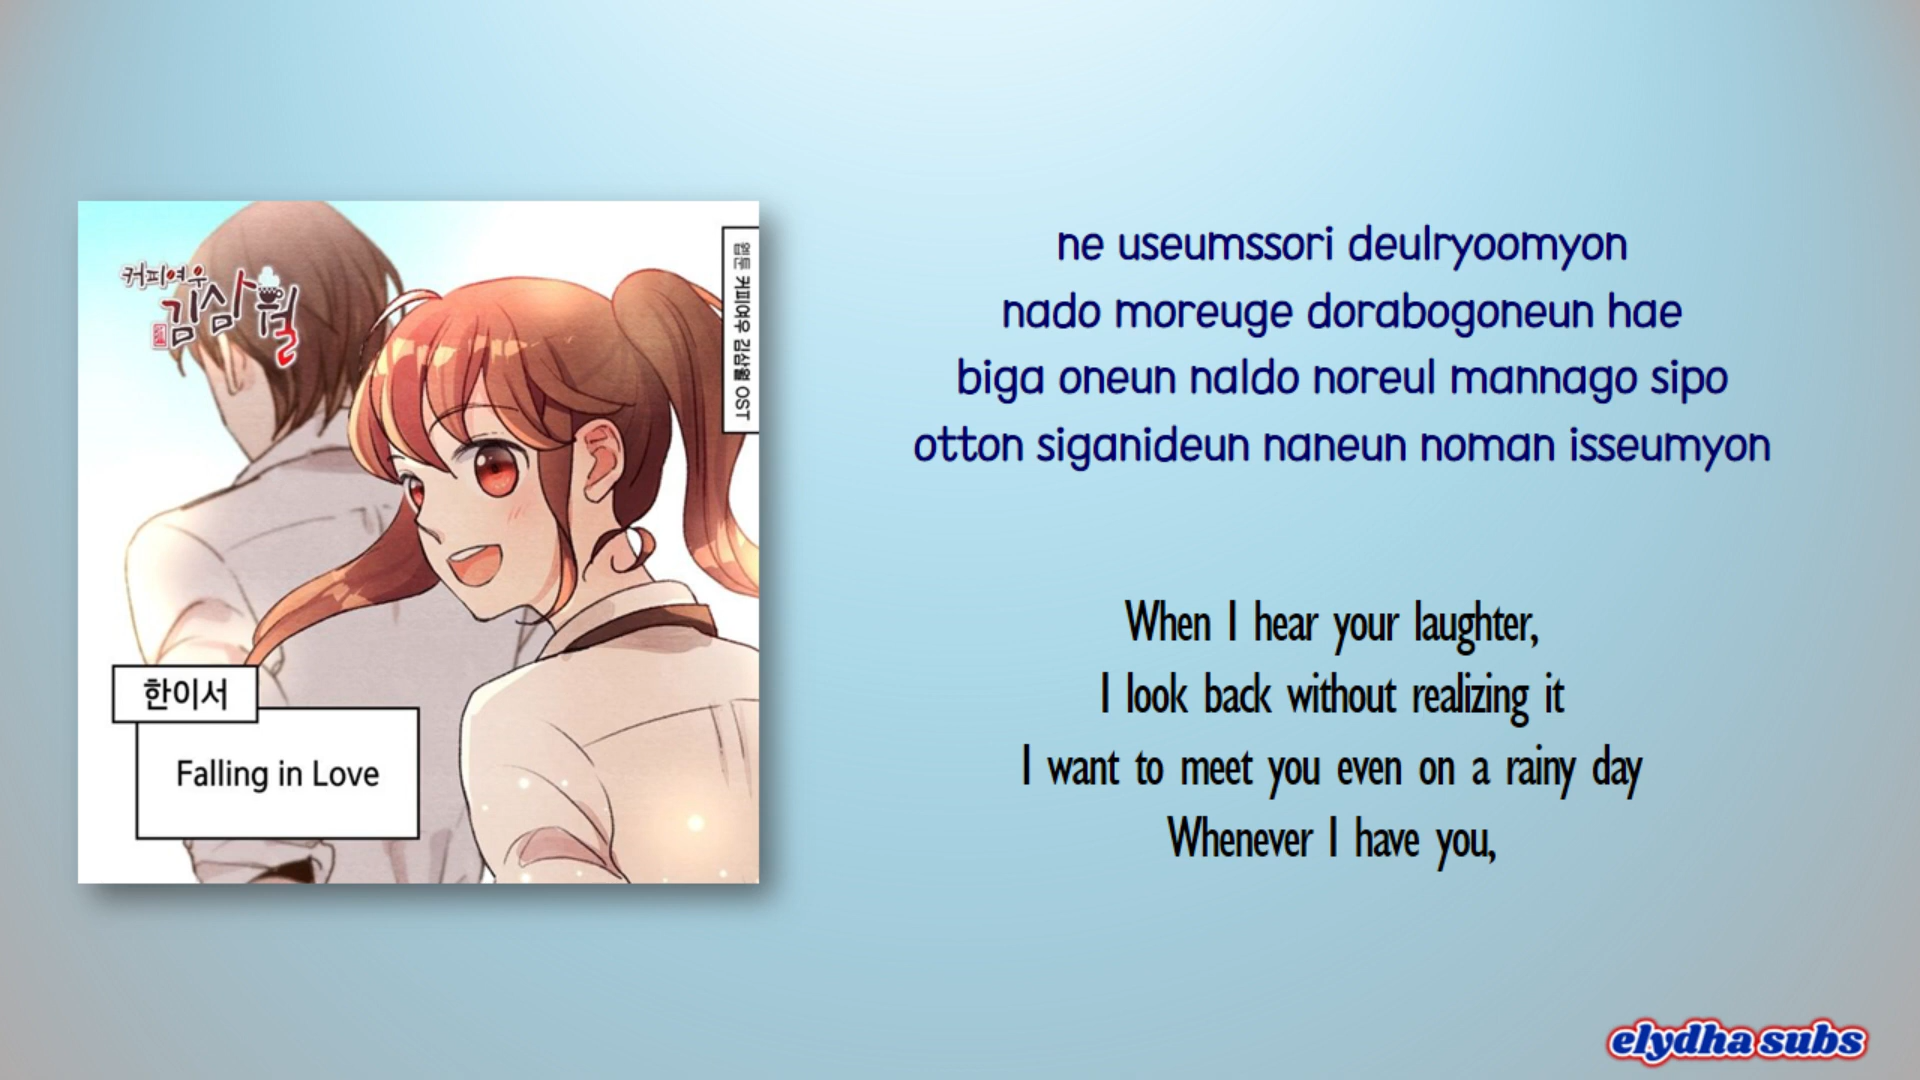 커피여우
김삼월
웹툰 커피여우 김삼월 OST
한이서
Falling in Love
ne useumssori deulryoomyon
nado moreuge dorabogoneun hae
biga oneun naldo noreul mannago sipo
otton siganideun naneun noman isseumyon
When I hear your laughter,
I look back without realizing it
I want to meet you even on a rainy day
Whenever I have you,
elydha subs